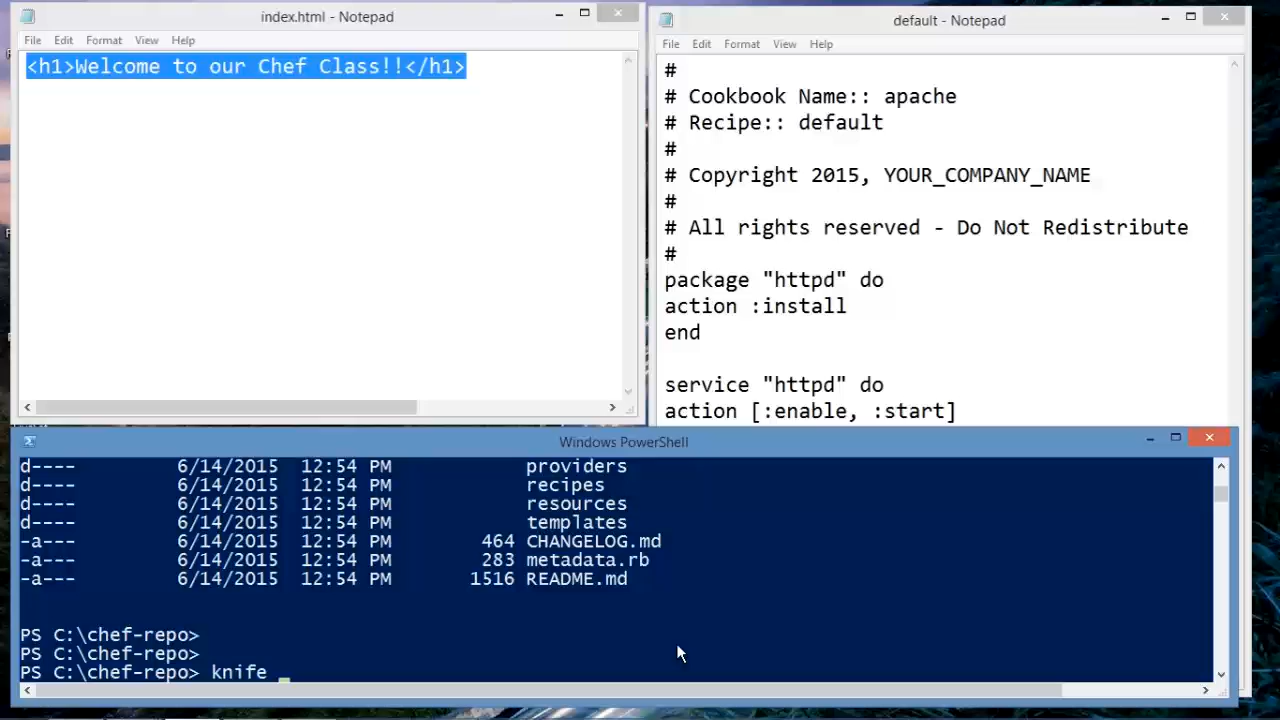 index.html - Notepad
File Edit Format View Help
<h1>Welcome to our Chef Class!!</h1>
default - Notepad
File Edit Format View Help
#
# Cookbook Name:: apache
# Recipe:: default
#
# Copyright 2015, YOUR_COMPANY_NAME
#
# All rights reserved - Do Not Redistribute
#
package "httpd" do
action :install
end
service "httpd" do
action [:enable, :start]
Windows PowerShell
d---- 6/14/2015 12:54 PM providers
d---- 6/14/2015 12:54 PM recipes
d---- 6/14/2015 12:54 PM resources
d---- 6/14/2015 12:54 PM templates
-a--- 6/14/2015 12:54 PM 464 CHANGELOG.md
-a--- 6/14/2015 12:54 PM 283 metadata.rb
-a--- 6/14/2015 12:54 PM 1516 README.md
PS C:\chef-repo>
PS C:\chef-repo>
PS C:\chef-repo> knife _